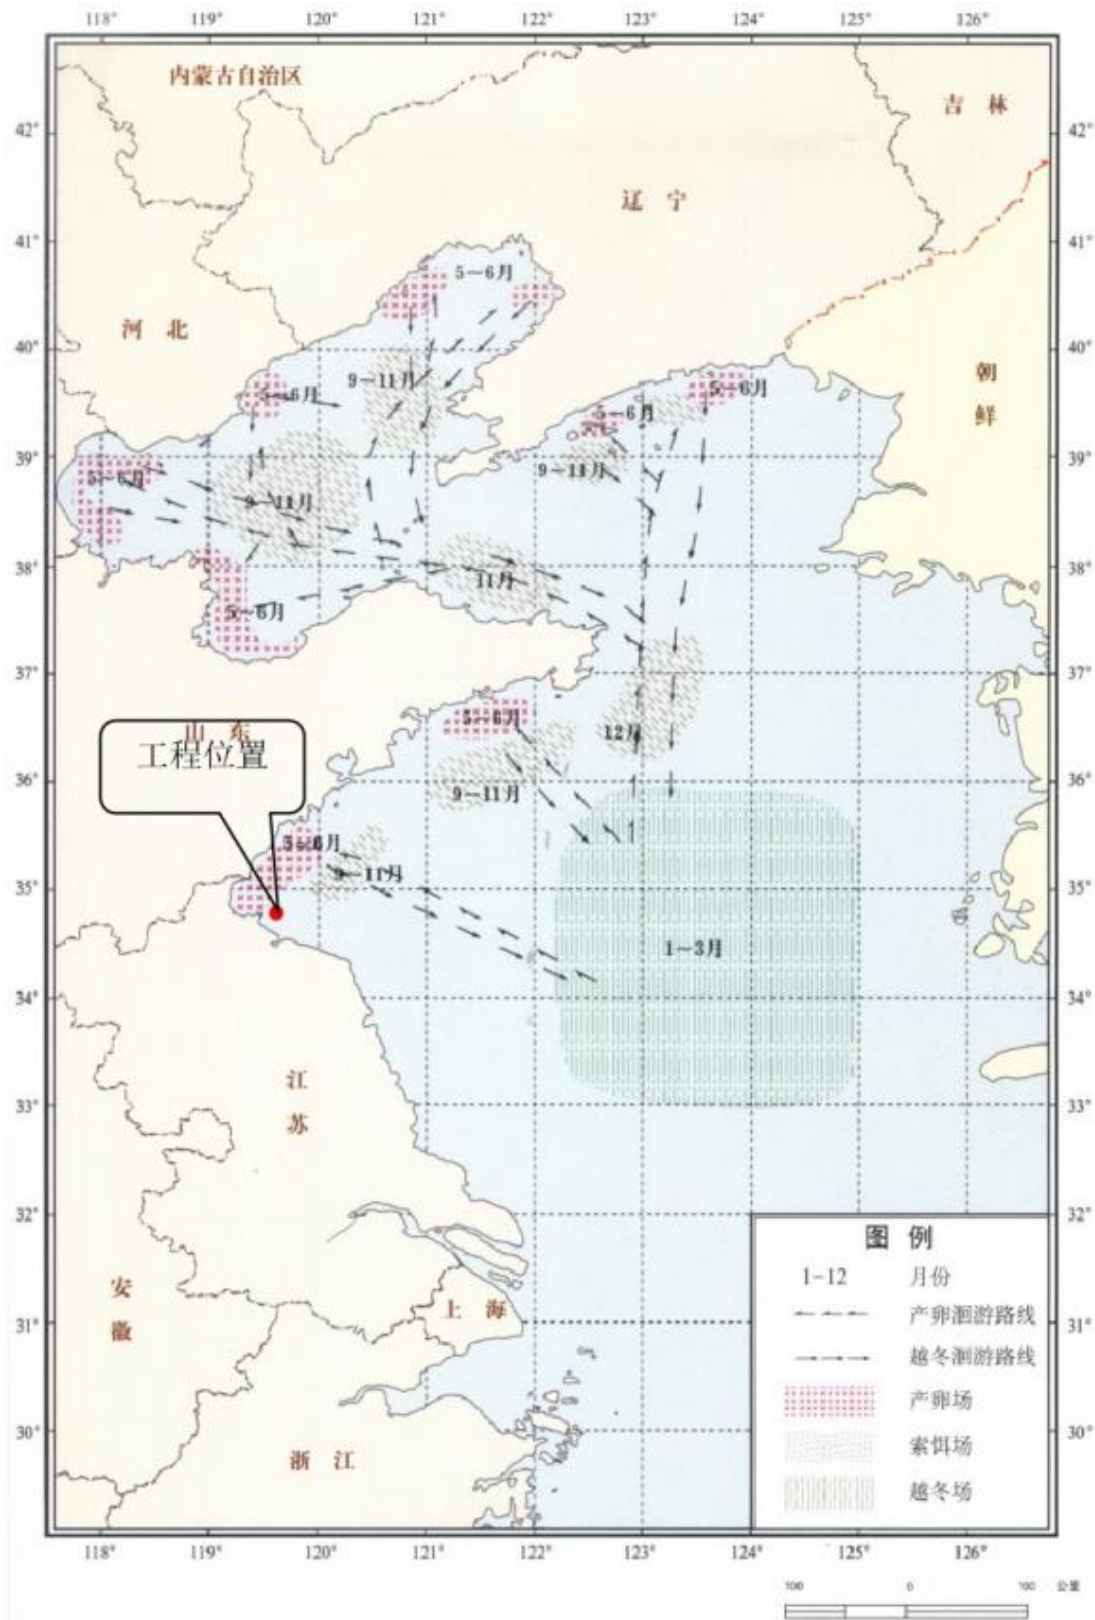 118°
119°
120°
121°
122°
123°
124°
125°
126°
内蒙古自治区
吉 林
42°
42°
辽 宁
41°
41°
5~6月
河 北
40°
40°
朝
鲜
9~11月
5~6月
5~6月
5~6月
39°
39°
5~6月
9~11月
9~11月
38°
38°
11月
5~6月
37°
37°
山 东
5~6月
12月
工程位置
36°
36°
9~11月
5~6月
9~11月
35°
35°
1~3月
34°
34°
江
苏
33°
33°
32°
32°
图 例
安
徽
1-12 月份
上 海
产卵洄游路线
31°
31°
越冬洄游路线
产卵场
30°
30°
浙 江
索饵场
越冬场
118°
119°
120°
121°
122°
123°
124°
125°
126°
100 0 100 公里